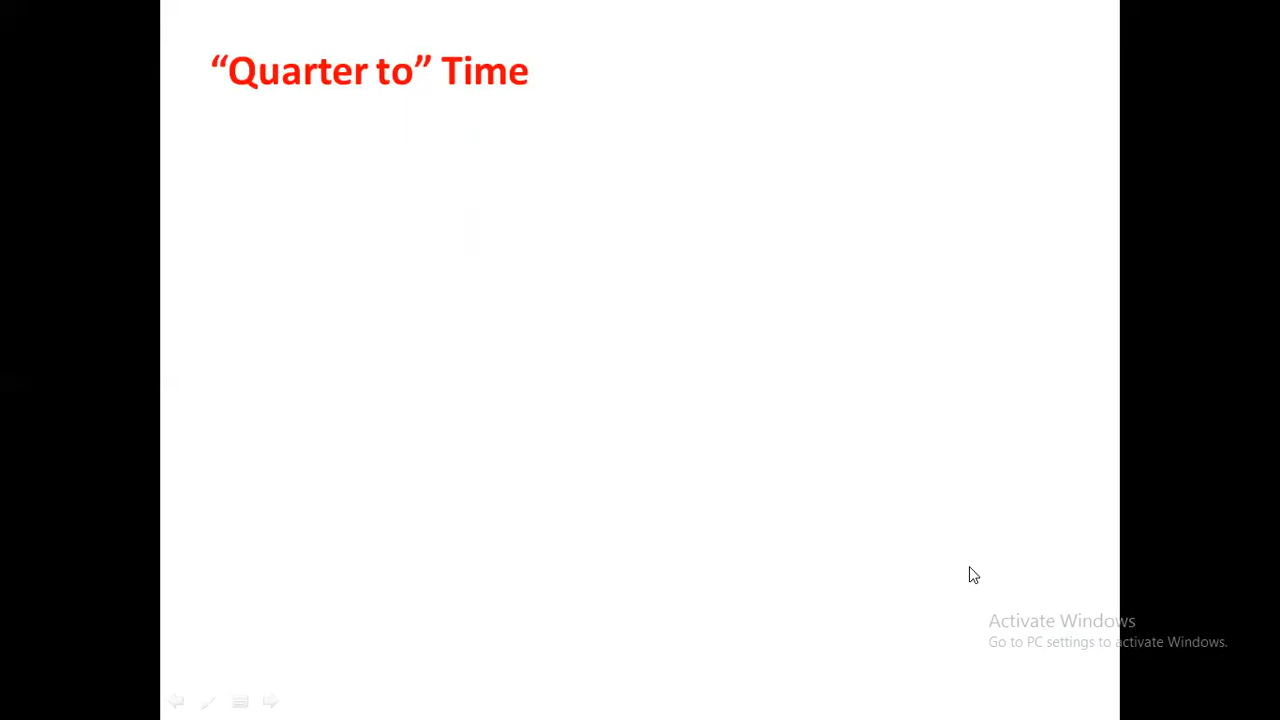 “Quarter to” Time
Activate Windows
Go to PC settings to activate Windows.